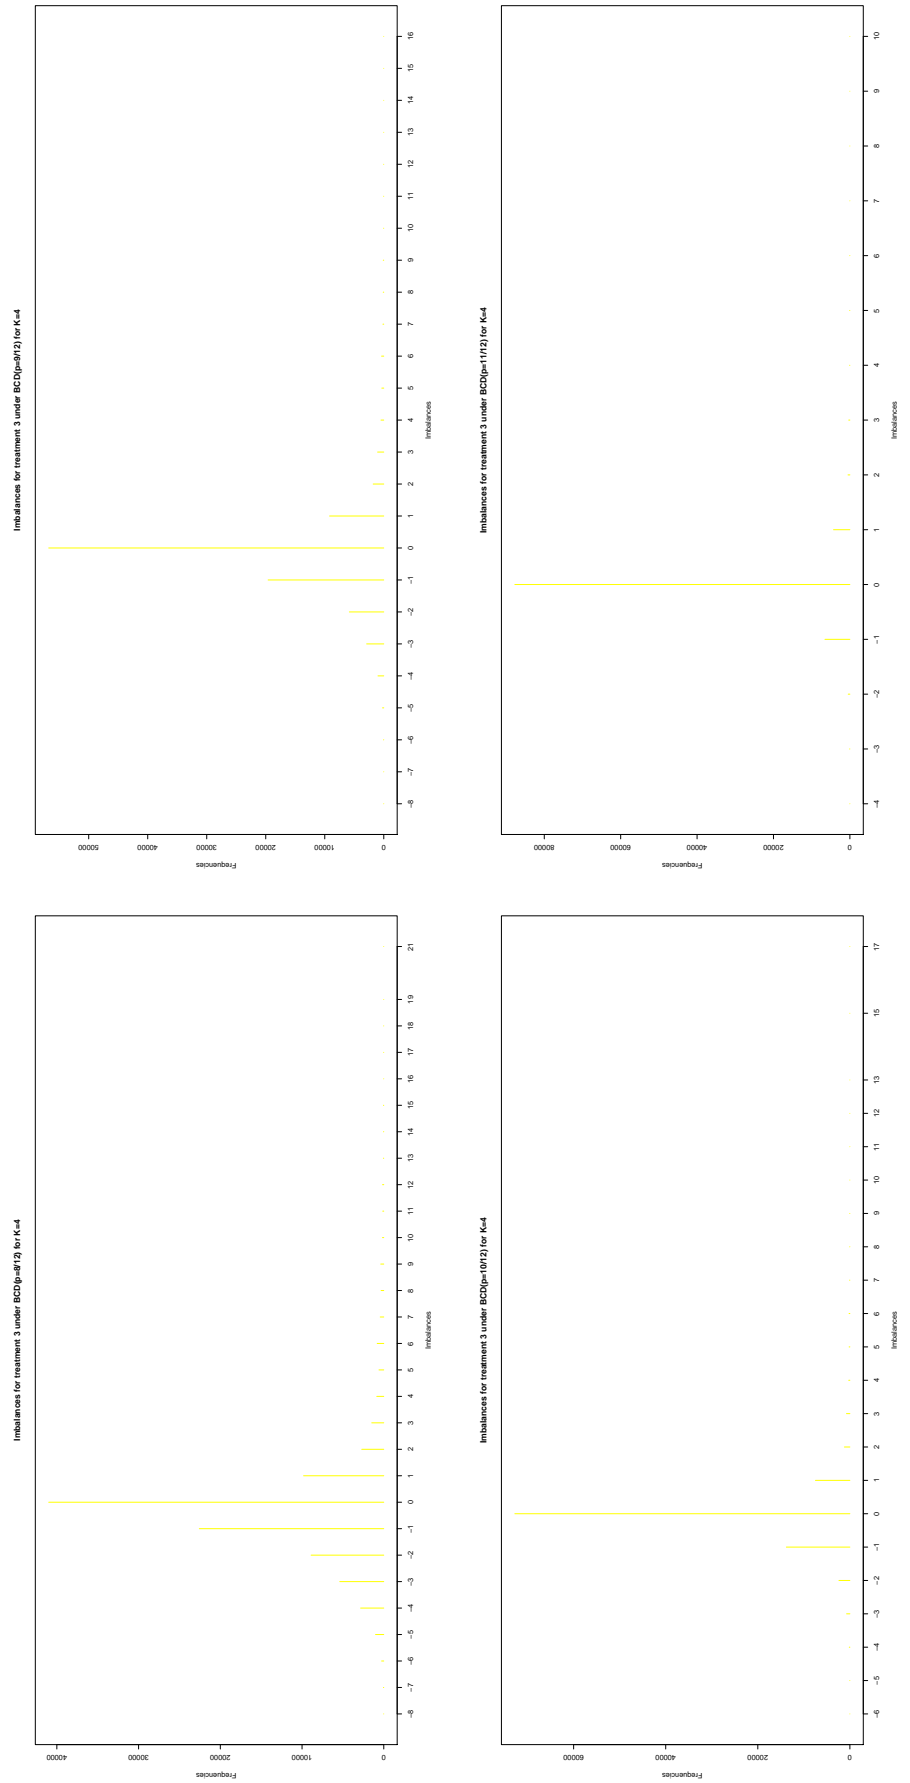 Imbalances for treatment 3 under BCD(p=8/12) for K=4
Frequencies
40000
30000
20000
10000
0
−8 −7 −6 −5 −4 −3 −2 −1 0 1 2 3 4 5 6 7 8 9 10 11 12 13 14 15 16 17 18 19 21
Imbalances
Imbalances for treatment 3 under BCD(p=9/12) for K=4
Frequencies
50000
40000
30000
20000
10000
0
−8 −7 −6 −5 −4 −3 −2 −1 0 1 2 3 4 5 6 7 8 9 10 11 12 13 14 15 16
Imbalances
Imbalances for treatment 3 under BCD(p=10/12) for K=4
Frequencies
60000
40000
20000
0
−6 −5 −4 −3 −2 −1 0 1 2 3 4 5 6 7 8 9 10 11 12 13 15 17
Imbalances
Imbalances for treatment 3 under BCD(p=11/12) for K=4
Frequencies
80000
60000
40000
20000
0
−4 −3 −2 −1 0 1 2 3 5 6 7 8 9 10
Imbalances